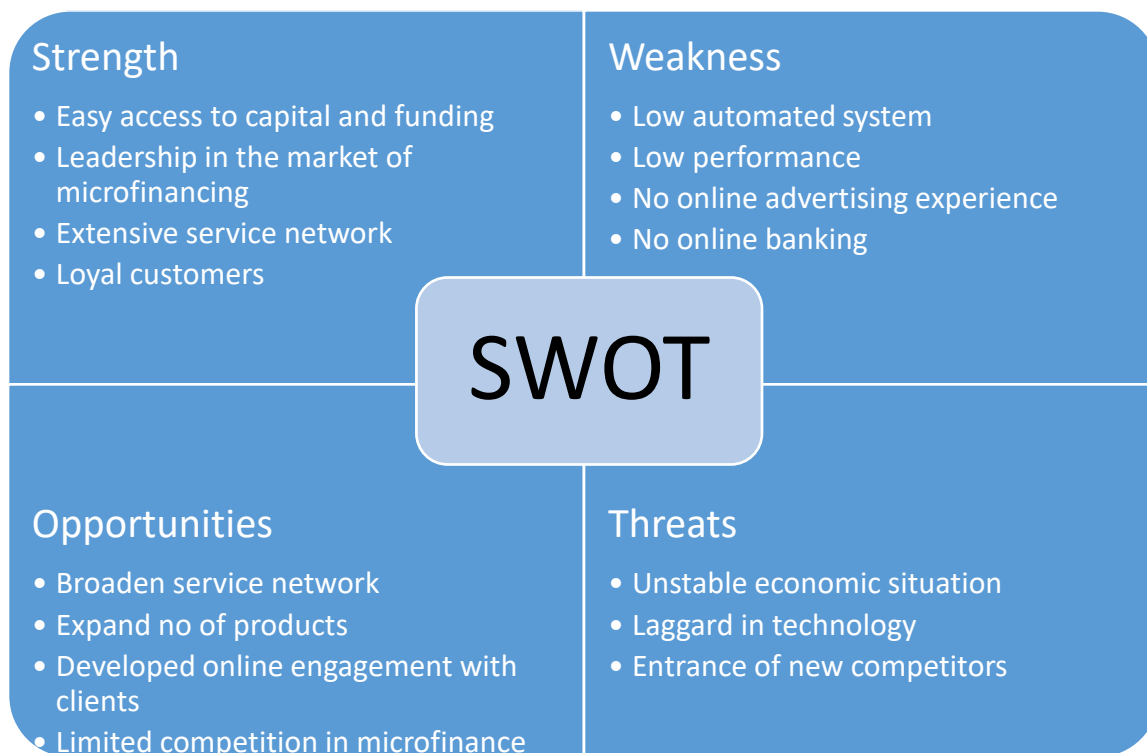 Strength
• Easy access to capital and funding
• Leadership in the market of
microfinancing
• Extensive service network
• Loyal customers
Weakness
• Low automated system
• Low performance
• No online advertising experience
• No online banking
SWOT
Opportunities
• Broaden service network
• Expand no of products
• Developed online engagement with
clients
• Limited competition in microfinance
Threats
• Unstable economic situation
• Laggard in technology
• Entrance of new competitors